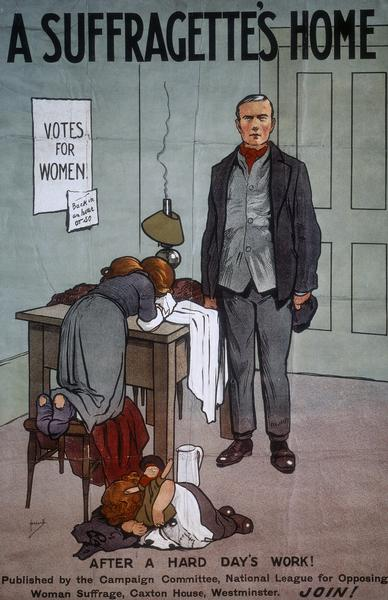 A SUFFRAGETTE'S HOME
VOTES
FOR
WOMEN
Back in
an hour
or so
AFTER A HARD DAY'S WORK!
Published by the Campaign Committee, National League for Opposing
Woman Suffrage, Caxton House, Westminster. JOIN!